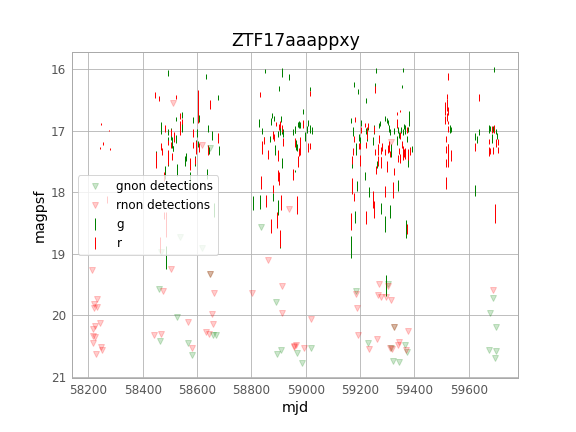 ZTF17aaappxy
16
17
18
19
20
21
magpsf
gnon detections
rnon detections
g
r
58200 58400 58600 58800 59000 59200 59400 59600
mjd